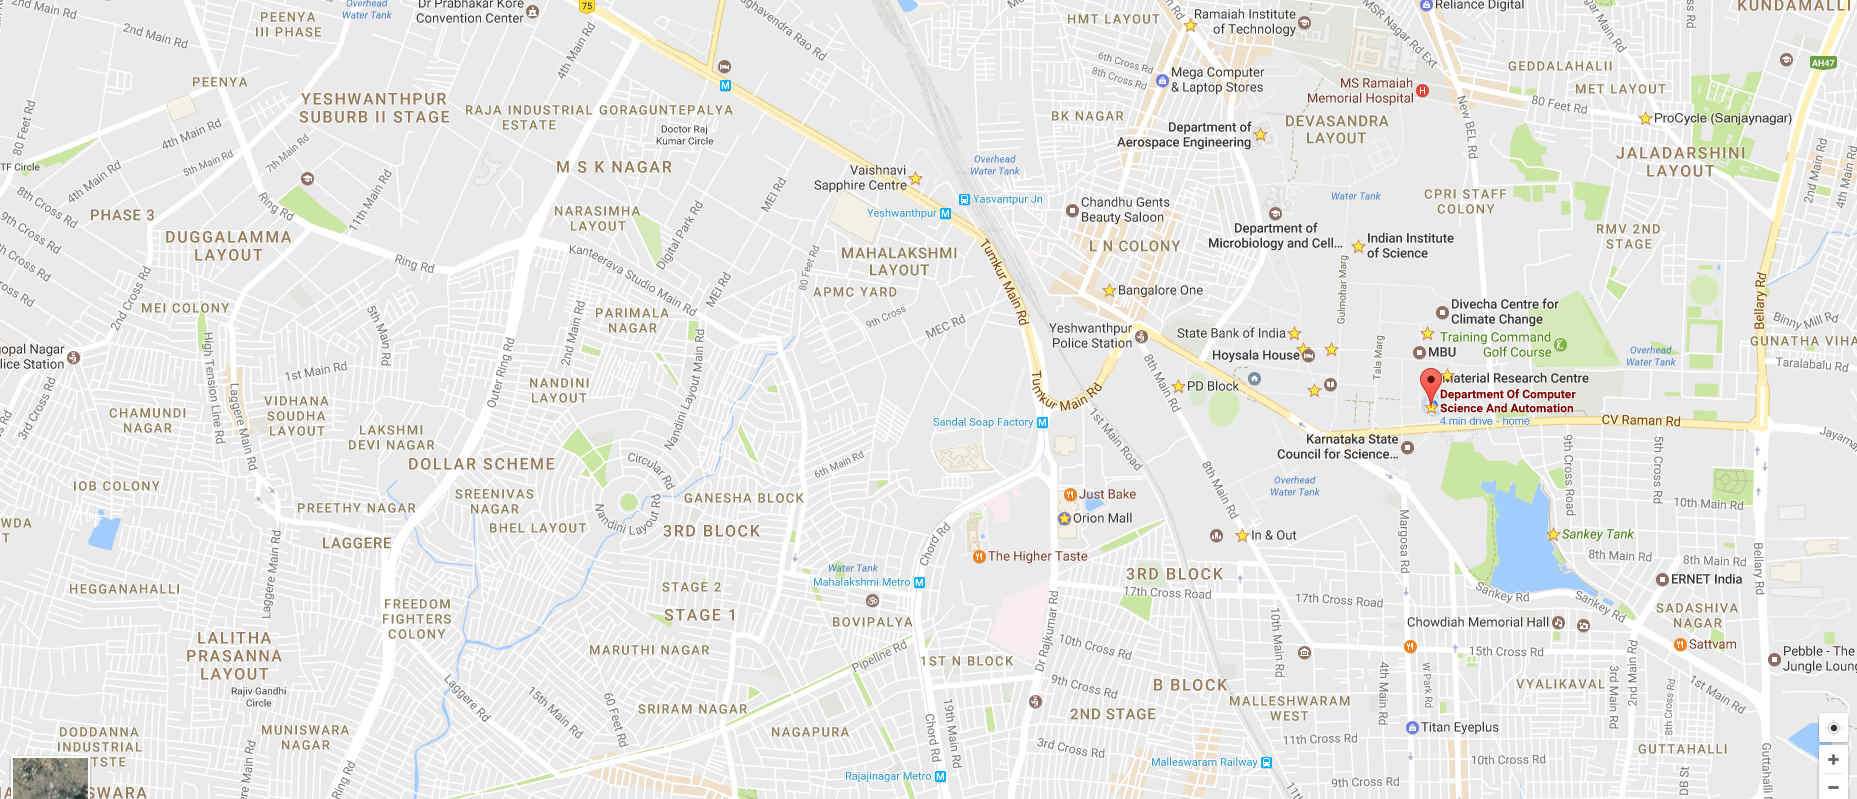 Dr Prabhakar Kore
Convention Center
75
PEENYA
III PHASE
Overhead
Water Tank
2nd Main Rd
2nd Main Rd
4th Main Rd
Raghavendra Rao Rd
HMT LAYOUT
Ramaiah Institute
of Technology
MSR Nagar Rd
Ext
Reliance Digital
KUNDAMALLI
AH47
PEENYA
YESHWANTHPUR
SUBURB II STAGE
RAJA INDUSTRIAL
ESTATE
GORAGUNTEPALYA
Doctor Raj
Kumar Circle
6th Cross Rd
8th Cross Rd
Mega Computer
& Laptop Stores
MS Ramaiah
Memorial Hospital
GEDDALAHALII
MET LAYOUT
80 Feet Rd
ProCycle (Sanjaynagar)
80 Feet Rd
4th Main Rd
5th Main Rd
7th Main Rd
TF Circle
BK NAGAR
Department of
Aerospace Engineering
DEVASANDRA
LAYOUT
New BEL Rd
JALADARSHINI
LAYOUT
2nd Main Rd
4th Main Rd
M S K NAGAR
Vaishnavi
Sapphire Centre
Overhead
Water Tank
Water Tank
CPRI STAFF
COLONY
4th Main Rd
8th Cross Rd
9th Cross Rd
PHASE 3
Ring Rd
11th Main Rd
NARASIMHA
LAYOUT
Digital Park Rd
MEI Rd
Yeshwanthpur
Yasvantpur Jn
Chandhu Gents
Beauty Saloon
Department of
Microbiology and Cell...
Indian Institute
of Science
RMV 2ND
STAGE
DUGGALAMMA
LAYOUT
Ring Rd
Kanteerava Studio Main Rd
MAHALAKSHMI
LAYOUT
Tumkur Main Rd
L N COLONY
Gulmohar Marg
Bellary Rd
MEI COLONY
2nd Cross Rd
5th Main Rd
PARIMALA
NAGAR
MEI Rd
80 Feet Rd
APMC YARD
9th Cross
MEC Rd
Bangalore One
Divecha Centre for
Climate Change
Binny Mill Rd
Yeshwanthpur
Police Station
State Bank of India
Hoysala House
MBU
Training Command
Golf Course
Overhead
Water Tank
GUNATHA VIHA
Taralabalu Rd
opal Nagar
lice Station
High Tension Line Rd
1st Main Rd
2nd Main Rd
Outer Ring Rd
NANDINI
LAYOUT
Nandini Layout Main Rd
Tumkur Main Rd
8th Main Rd
PD Block
Tala Marg
Material Research Centre
Department Of Computer
Science And Automation
4 min drive - home
3rd Cross Rd
Laggere Main Rd
CHAMUNDI
NAGAR
VIDHANA
SOUDHA
LAYOUT
LAKSHMI
DEVI NAGAR
Sandal Soap Factory
1st Main Road
CV Raman Rd
Karnataka State
Council for Science...
9th Cross Road
5th Cross Rd
Jayama
DOLLAR SCHEME
Circular Rd
6th Main Rd
IOB COLONY
PREETHY NAGAR
SREENIVAS
NAGAR
GANESHA BLOCK
Nandini Layout Rd
Just Bake
Orion Mall
8th Main Rd
Overhead
Water Tank
10th Main Rd
BHEL LAYOUT
3RD BLOCK
LAGGERE
Chord Rd
The Higher Taste
In & Out
Margosa Rd
Sankey Tank
8th Main Rd
8th Main Rd
Bellary Rd
Laggere Main Rd
HEGGANAHALLI
Water Tank
Mahalakshmi Metro
STAGE 2
STAGE 1
3RD BLOCK
17th Cross Road
17th Cross Rd
Sankey Rd
Sankey Rd
ERNET India
FREEDOM
FIGHTERS
COLONY
BOVIPALYA
Dr Rajkumar Rd
10th Main Rd
Chowdiah Memorial Hall
SADASHIVA
NAGAR
LALITHA
PRASANNA
LAYOUT
MARUTHI NAGAR
Pipeline Rd
1ST N BLOCK
10th Cross Rd
15th Cross Rd
Sattvam
Pebble - The
Jungle Loung
Rajiv Gandhi
Circle
Laggere Rd
15th Main Rd
60 Feet Rd
SRIRAM NAGAR
9th Cross Rd
B BLOCK
MALLESHWARAM
WEST
4th Main Rd
W Park Rd
VYALIKAVAL
3rd Main Rd
2nd Main Rd
1st Main Rd
8th Cross Rd
DODDANNA
INDUSTRIAL
MUNISWARA
NAGAR
NAGAPURA
Chord Rd
19th Main Rd
2ND STAGE
3rd Cross Rd
11th Cross Rd
Titan Eyeplus
GUTTAHALLI
Guttahalli
SWARA
Ring Rd
Rajajinagar Metro
Malleswaram Railway
11th Main Rd
9th Cross Rd
DB St